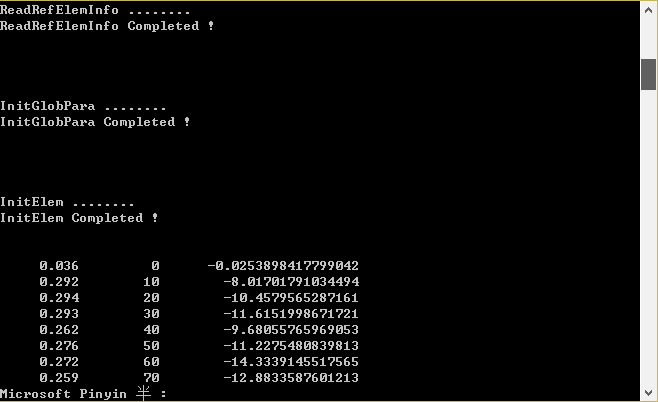 ReadRefElemInfo ........
ReadRefElemInfo Completed !
InitGlobPara ........
InitGlobPara Completed !
InitElem ........
InitElem Completed !
0.036 0 -0.0253898417799042
0.292 10 -8.01701791034494
0.294 20 -10.4579565287161
0.293 30 -11.6151998671721
0.262 40 -9.68055765969053
0.276 50 -11.2275480839813
0.272 60 -14.3339145517565
0.259 70 -12.8833587601213
Microsoft Pinyin 半 :